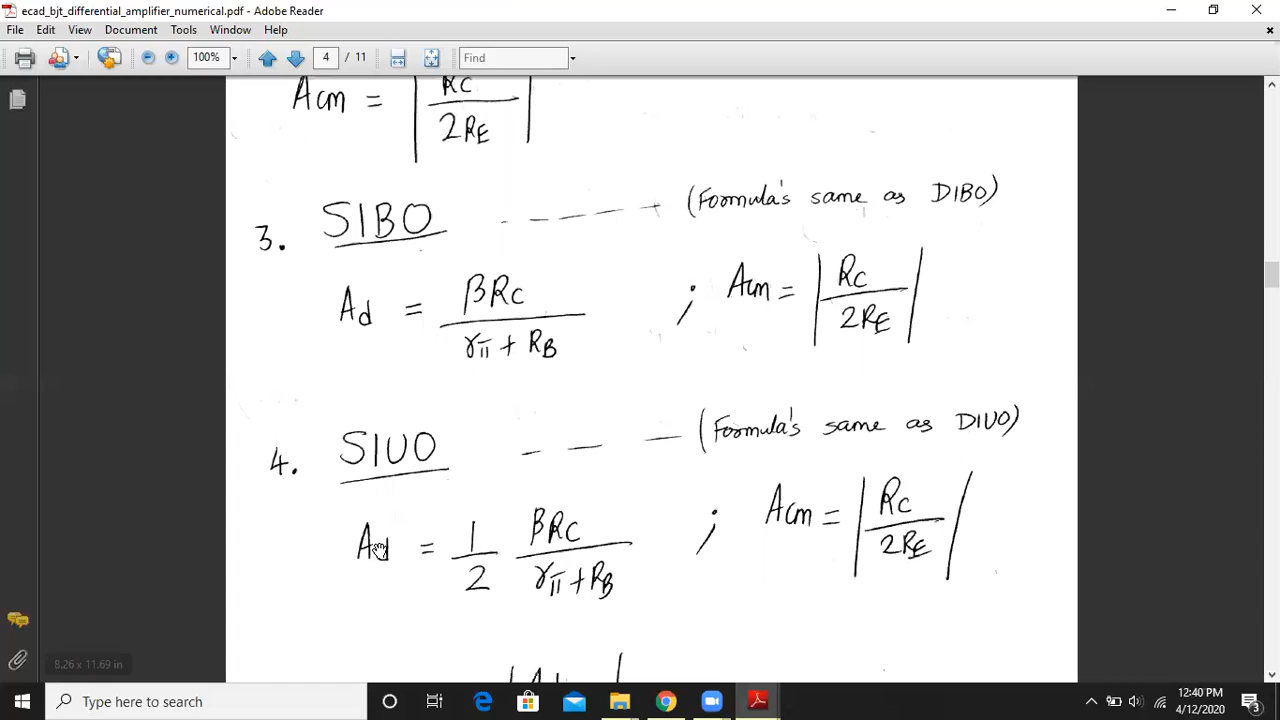 ecad_bjt_differential_amplifier_numerical.pdf - Adobe Reader
File Edit View Document Tools Window Help
4 / 11 100% Find
Acm = | RC / 2RE |
3. SIBO ------ (Formula's same as DIBO)
Ad = βRC / rπ + RB ; Acm = | RC / 2RE |
4. SIUO --- (Formula's same as DIUO)
Ad = 1/2 βRC / rπ + RB ; Acm = | RC / 2RE |
8.26 x 11.69 in
Type here to search
12:40 PM
4/12/2020
3